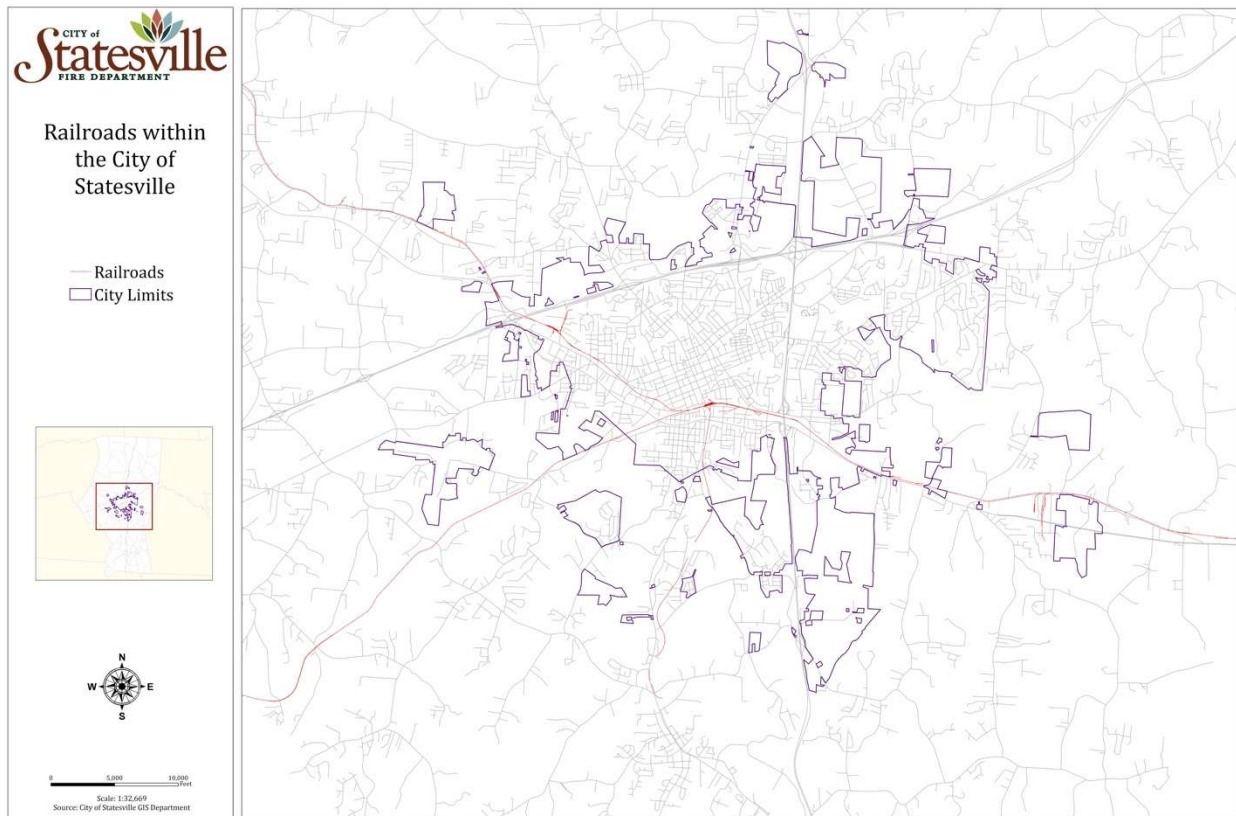 CITY of
Statesville
FIRE DEPARTMENT
Railroads within
the City of
Statesville
Railroads
City Limits
N
W E
S
0 5,000 10,000
Feet
Scale: 1:32,669
Source: City of Statesville GIS Department